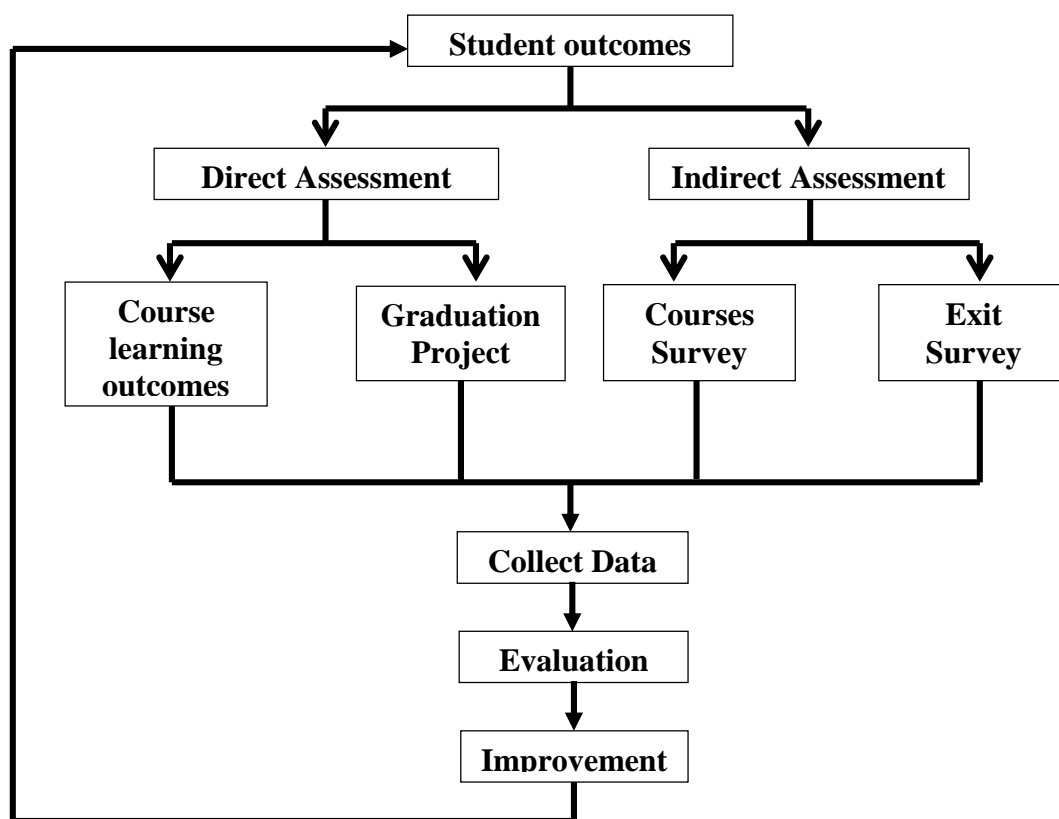 Student outcomes
Direct Assessment
Indirect Assessment
Course
learning
outcomes
Graduation
Project
Courses
Survey
Exit
Survey
Collect Data
Evaluation
Improvement